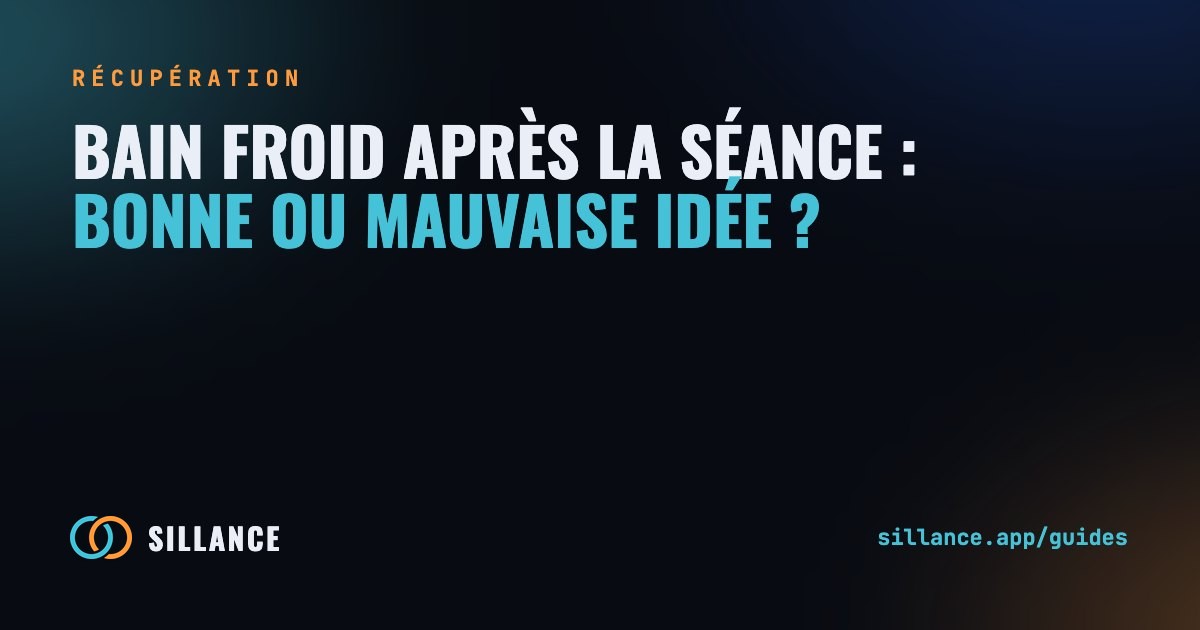 RÉCUPÉRATION
BAIN FROID APRÈS LA SÉANCE :
BONNE OU MAUVAISE IDÉE ?
SILLANCE
sillance.app/guides